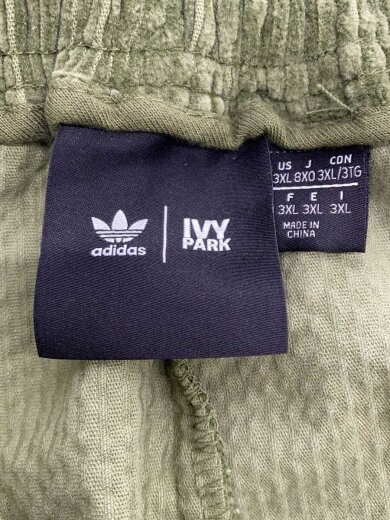 adidas
IVY
PARK
US J CDN
3XL 8XO 3XL/3TG
F E I
3XL 3XL 3XL
MADE IN
CHINA